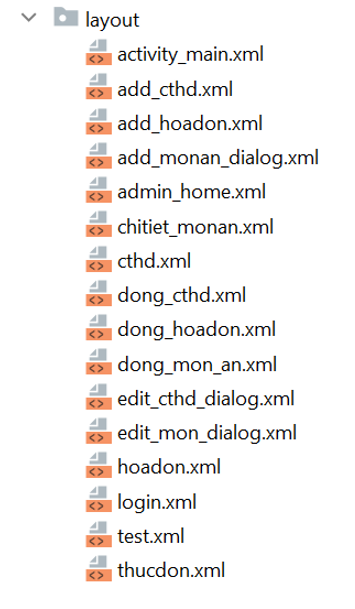 layout
activity_main.xml
add_cthd.xml
add_hoadon.xml
add_monan_dialog.xml
admin_home.xml
chitiet_monan.xml
cthd.xml
dong_cthd.xml
dong_hoadon.xml
dong_mon_an.xml
edit_cthd_dialog.xml
edit_mon_dialog.xml
hoadon.xml
login.xml
test.xml
thucdon.xml